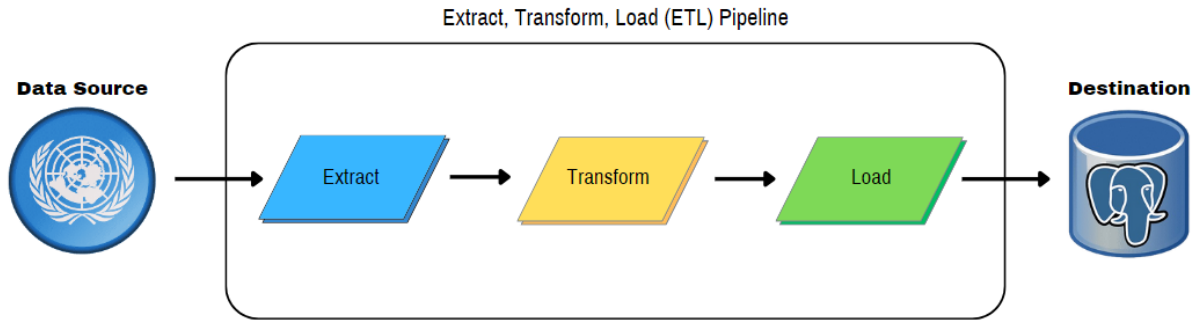 Extract, Transform, Load (ETL) Pipeline
Data Source
Destination
Extract
Transform
Load